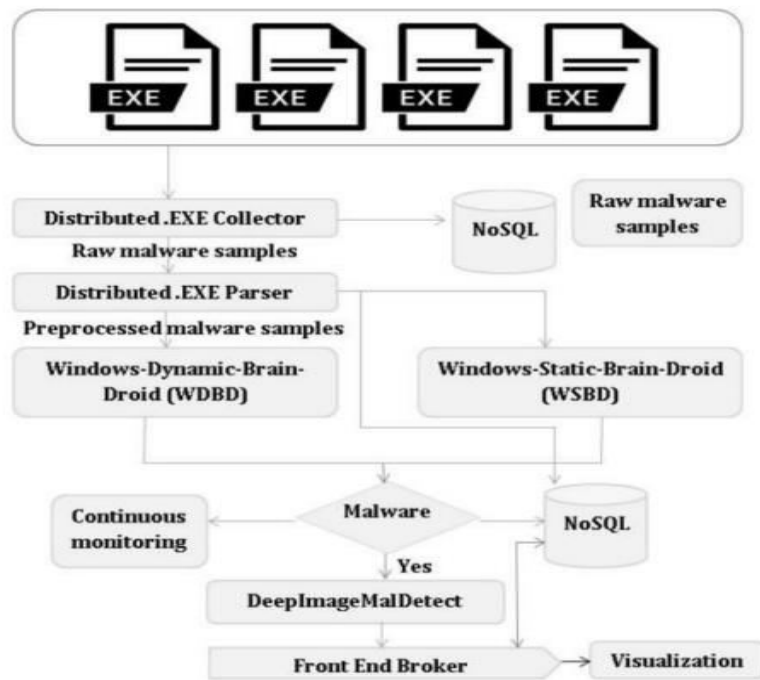 EXE EXE EXE EXE
Distributed .EXE Collector
NoSQL
Raw malware
samples
Raw malware samples
Distributed .EXE Parser
Preprocessed malware samples
Windows-Dynamic-Brain-
Droid (WDBD)
Windows-Static-Brain-Droid
(WSBD)
Continuous
monitoring
Malware
NoSQL
Yes
DeepImageMalDetect
Front End Broker
Visualization